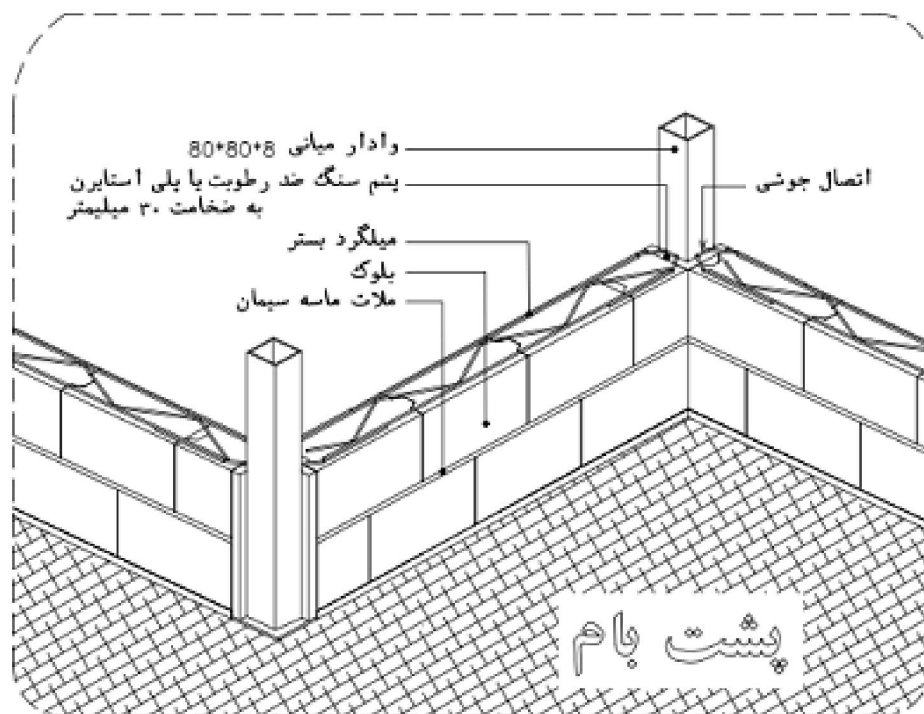 وادار میانی 8*80*80
پشم سنگ ضد رطوبت یا پلی استایرن
به ضخامت ۳۰ میلیمتر
اتصال جوشی
میلگرد بستر
بلوک
ملات ماسه سیمان
پشت بام